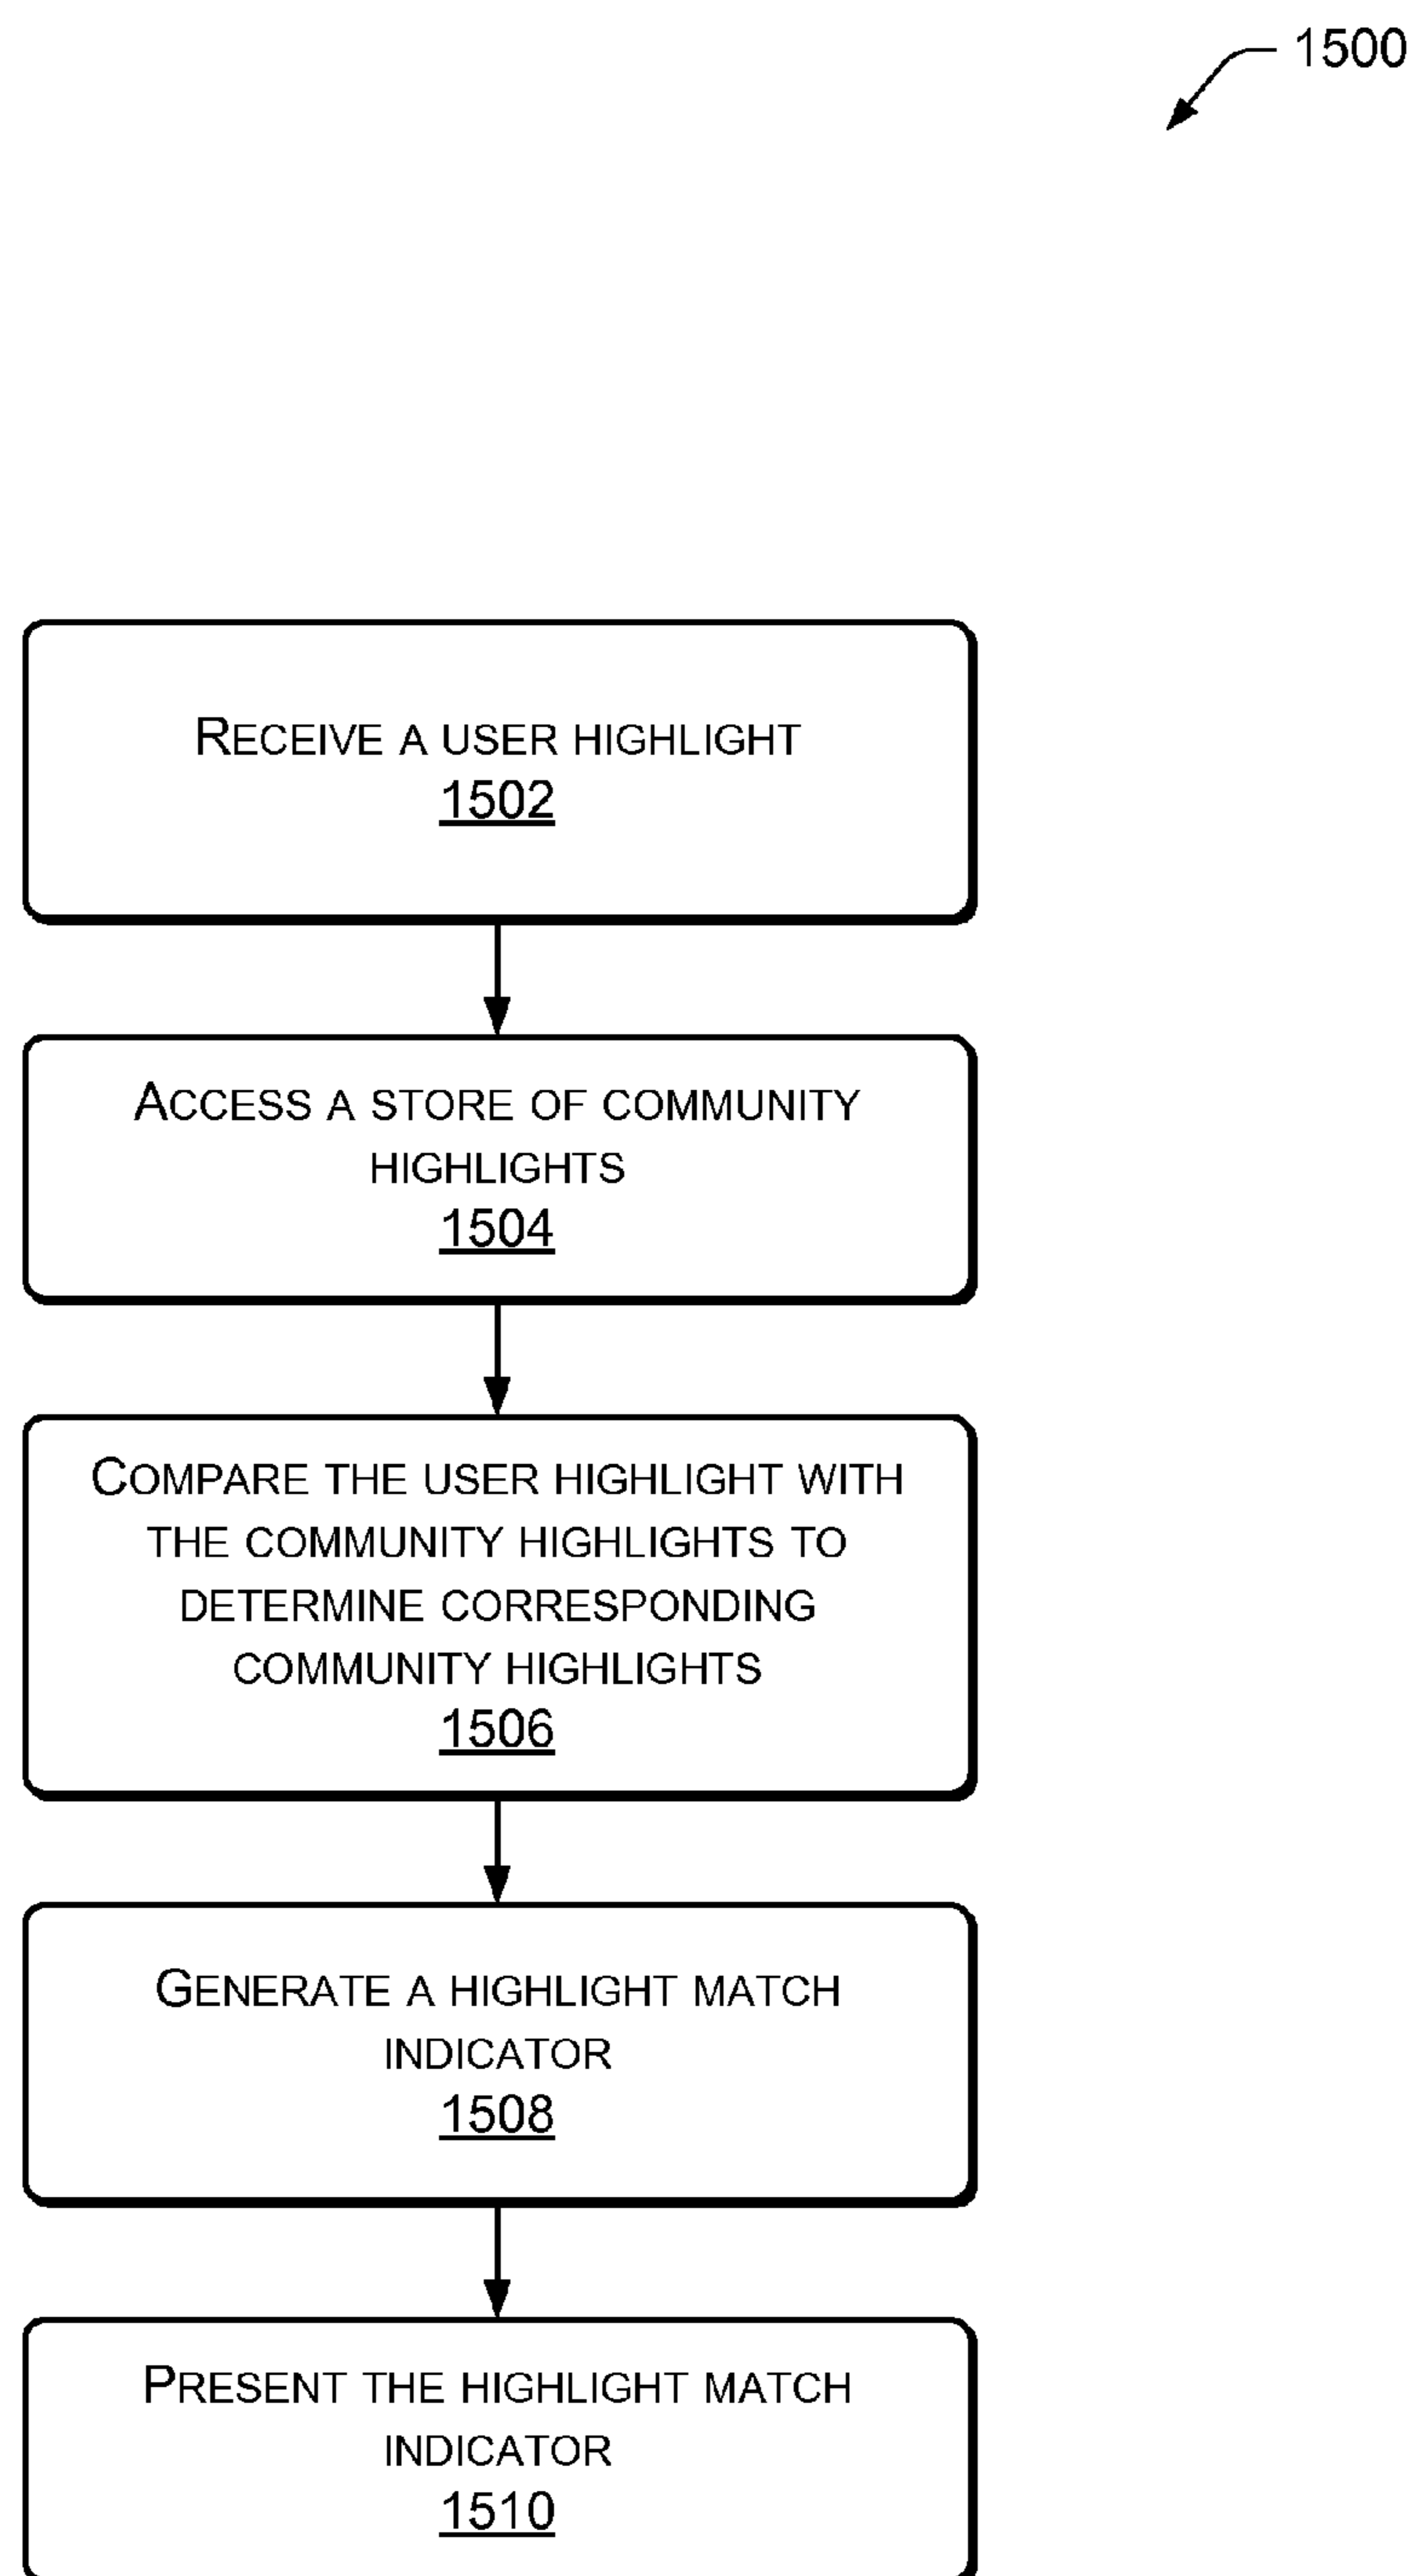 1500
RECEIVE A USER HIGHLIGHT
1502
ACCESS A STORE OF COMMUNITY
HIGHLIGHTS
1504
COMPARE THE USER HIGHLIGHT WITH
THE COMMUNITY HIGHLIGHTS TO
DETERMINE CORRESPONDING
COMMUNITY HIGHLIGHTS
1506
GENERATE A HIGHLIGHT MATCH
INDICATOR
1508
PRESENT THE HIGHLIGHT MATCH
INDICATOR
1510